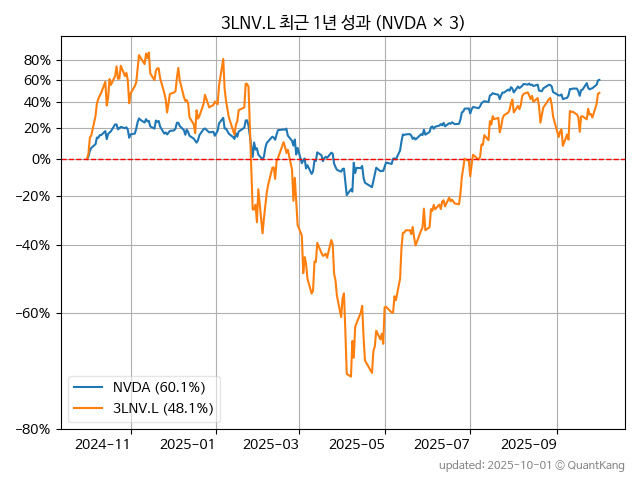 3LNV.L 최근 1년 성과 (NVDA × 3)
80%
60%
40%
20%
0%
−20%
−40%
−60%
−80%
NVDA (60.1%)
3LNV.L (48.1%)
2024−11 2025−01 2025−03 2025−05 2025−07 2025−09
updated: 2025-10-01 © QuantKang